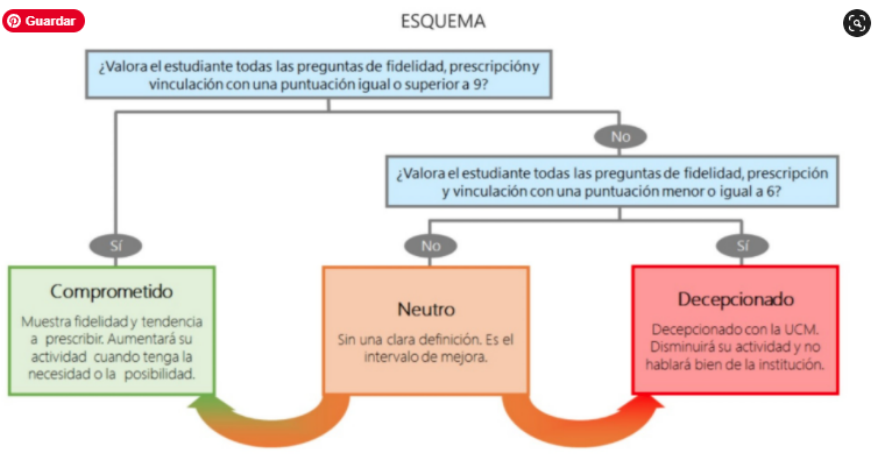 Guardar
ESQUEMA
¿Valora el estudiante todas las preguntas de fidelidad, prescripción y
vinculación con una puntuación igual o superior a 9?
No
¿Valora el estudiante todas las preguntas de fidelidad, prescripción
y vinculación con una puntuación menor o igual a 6?
Sí
No
Sí
Comprometido
Muestra fidelidad y tendencia
a prescribir. Aumentará su
actividad cuando tenga la
necesidad o la posibilidad.
Neutro
Sin una clara definición. Es el
intervalo de mejora.
Decepcionado
Decepcionado con la UCM.
Disminuirá su actividad y no
hablará bien de la institución.